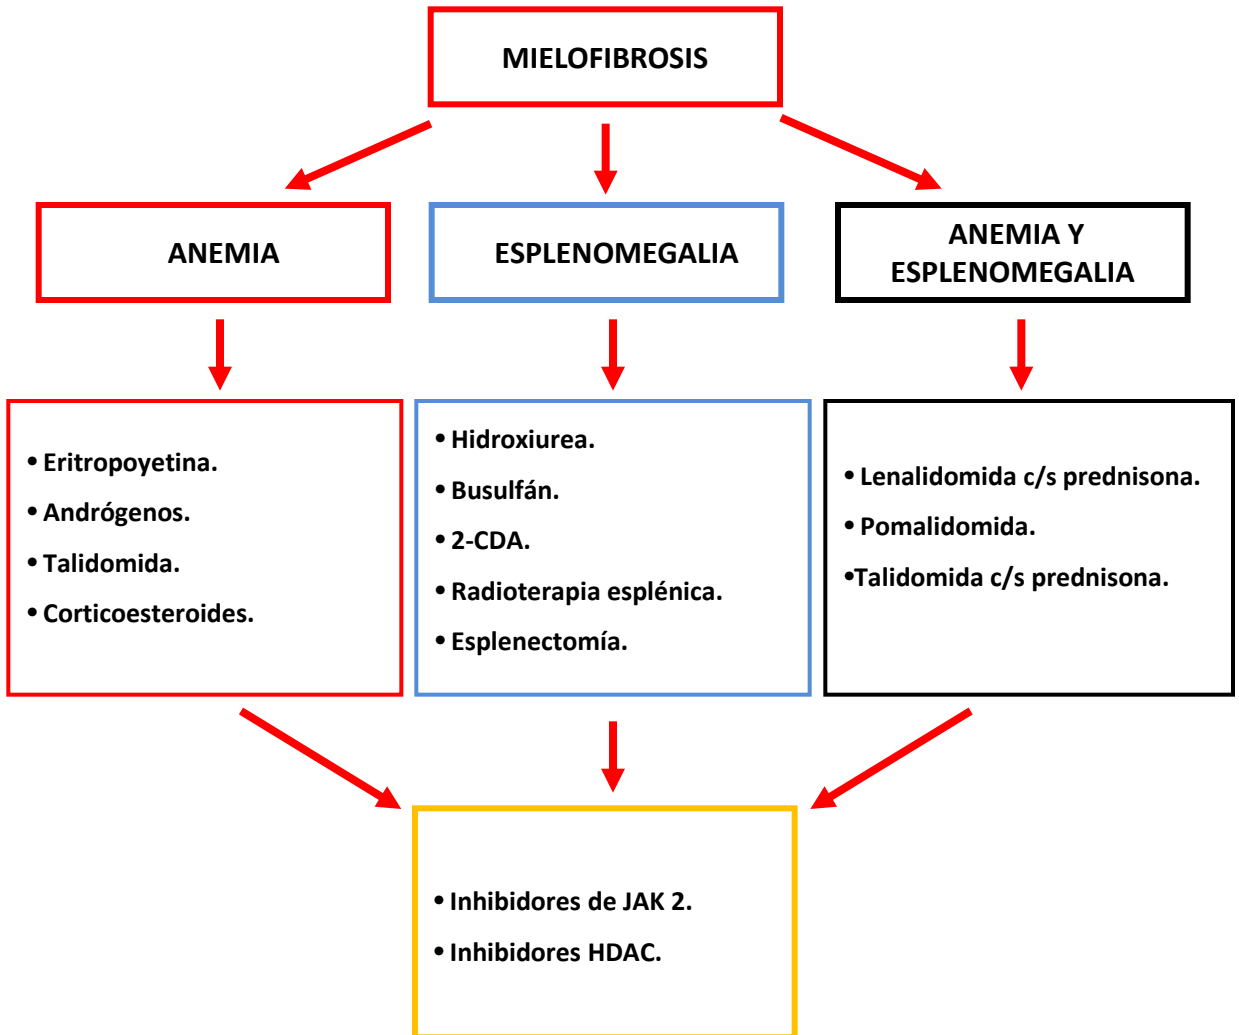 MIELOFIBROSIS
ANEMIA
ESPLENOMEGALIA
ANEMIA Y
ESPLENOMEGALIA
• Eritropoyetina.
• Andrógenos.
• Talidomida.
• Corticoesteroides.
• Hidroxiurea.
• Busulfán.
• 2-CDA.
• Radioterapia esplénica.
• Esplenectomía.
• Lenalidomida c/s prednisona.
• Pomalidomida.
•Talidomida c/s prednisona.
• Inhibidores de JAK 2.
• Inhibidores HDAC.